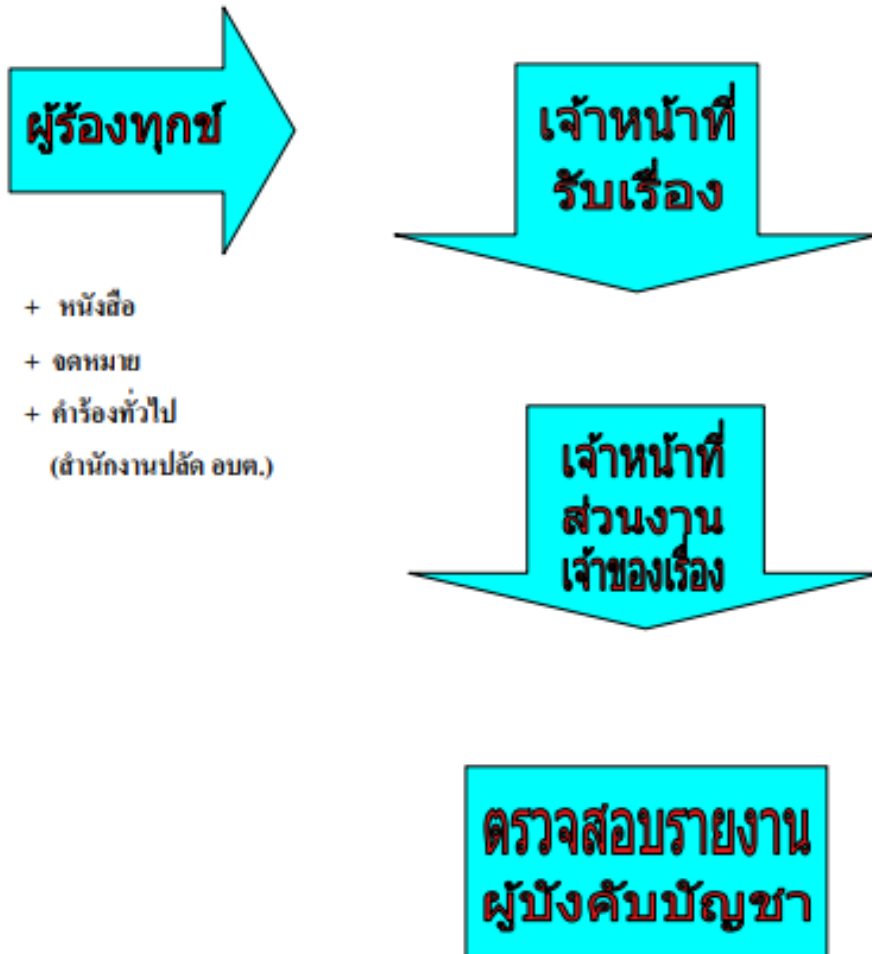 ผู้ร้องทุกข์
+ หนังสือ
+ จดหมาย
+ คำร้องทั่วไป
(สำนักงานปลัด อบต.)
เจ้าหน้าที่
รับเรื่อง
เจ้าหน้าที่
ส่วนงาน
เจ้าของเรื่อง
ตรวจสอบรายงาน
ผู้บังคับบัญชา